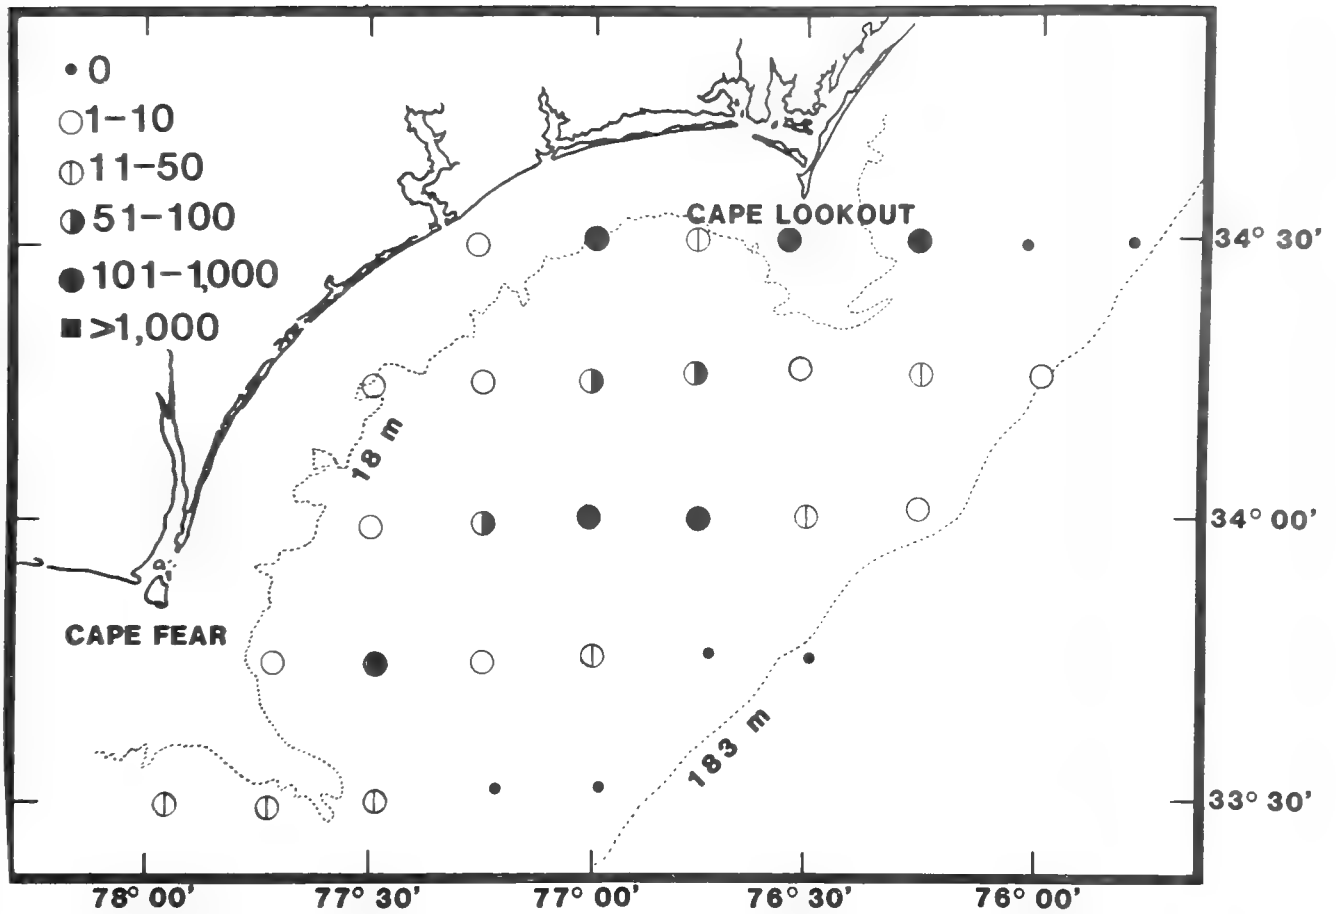 0
1-10
11-50
51-100
101-1,000
>1,000
CAPE LOOKOUT
34° 30'
18 m
34° 00'
CAPE FEAR
183 m
33° 30'
78° 00' 77° 30' 77° 00' 76° 30' 76° 00'